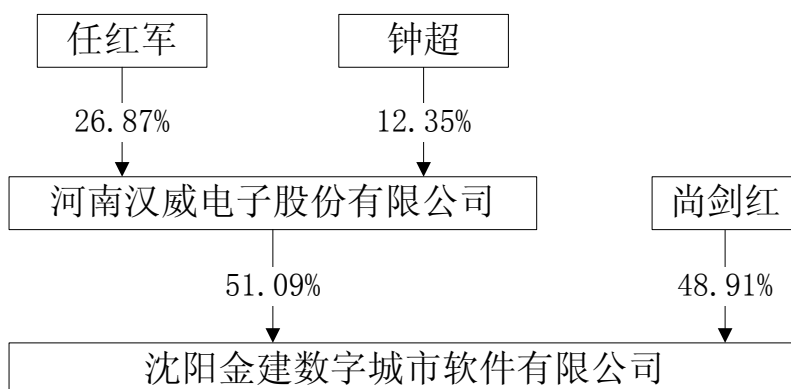 任红军
钟超
26.87%
12.35%
河南汉威电子股份有限公司
尚剑红
51.09%
48.91%
沈阳金建数字城市软件有限公司